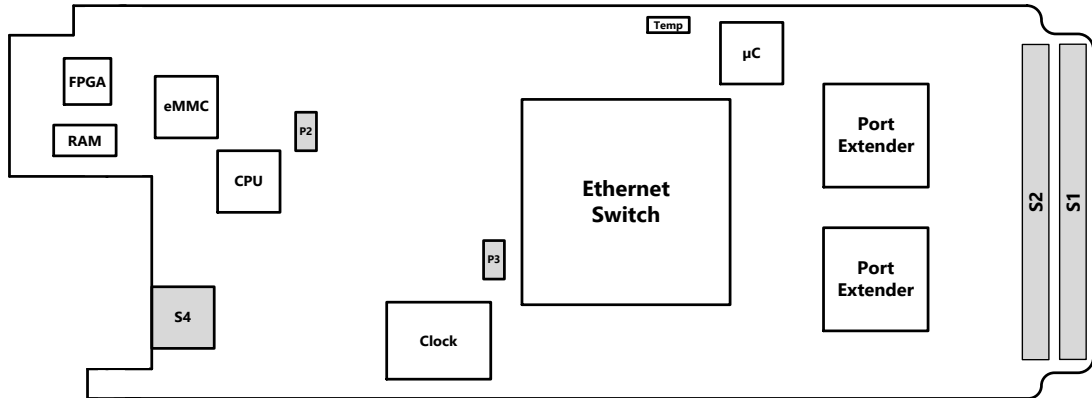 Temp
µC
FPGA
eMMC
RAM
P2
CPU
Port
Extender
Ethernet
Switch
S2
S1
P3
Port
Extender
S4
Clock